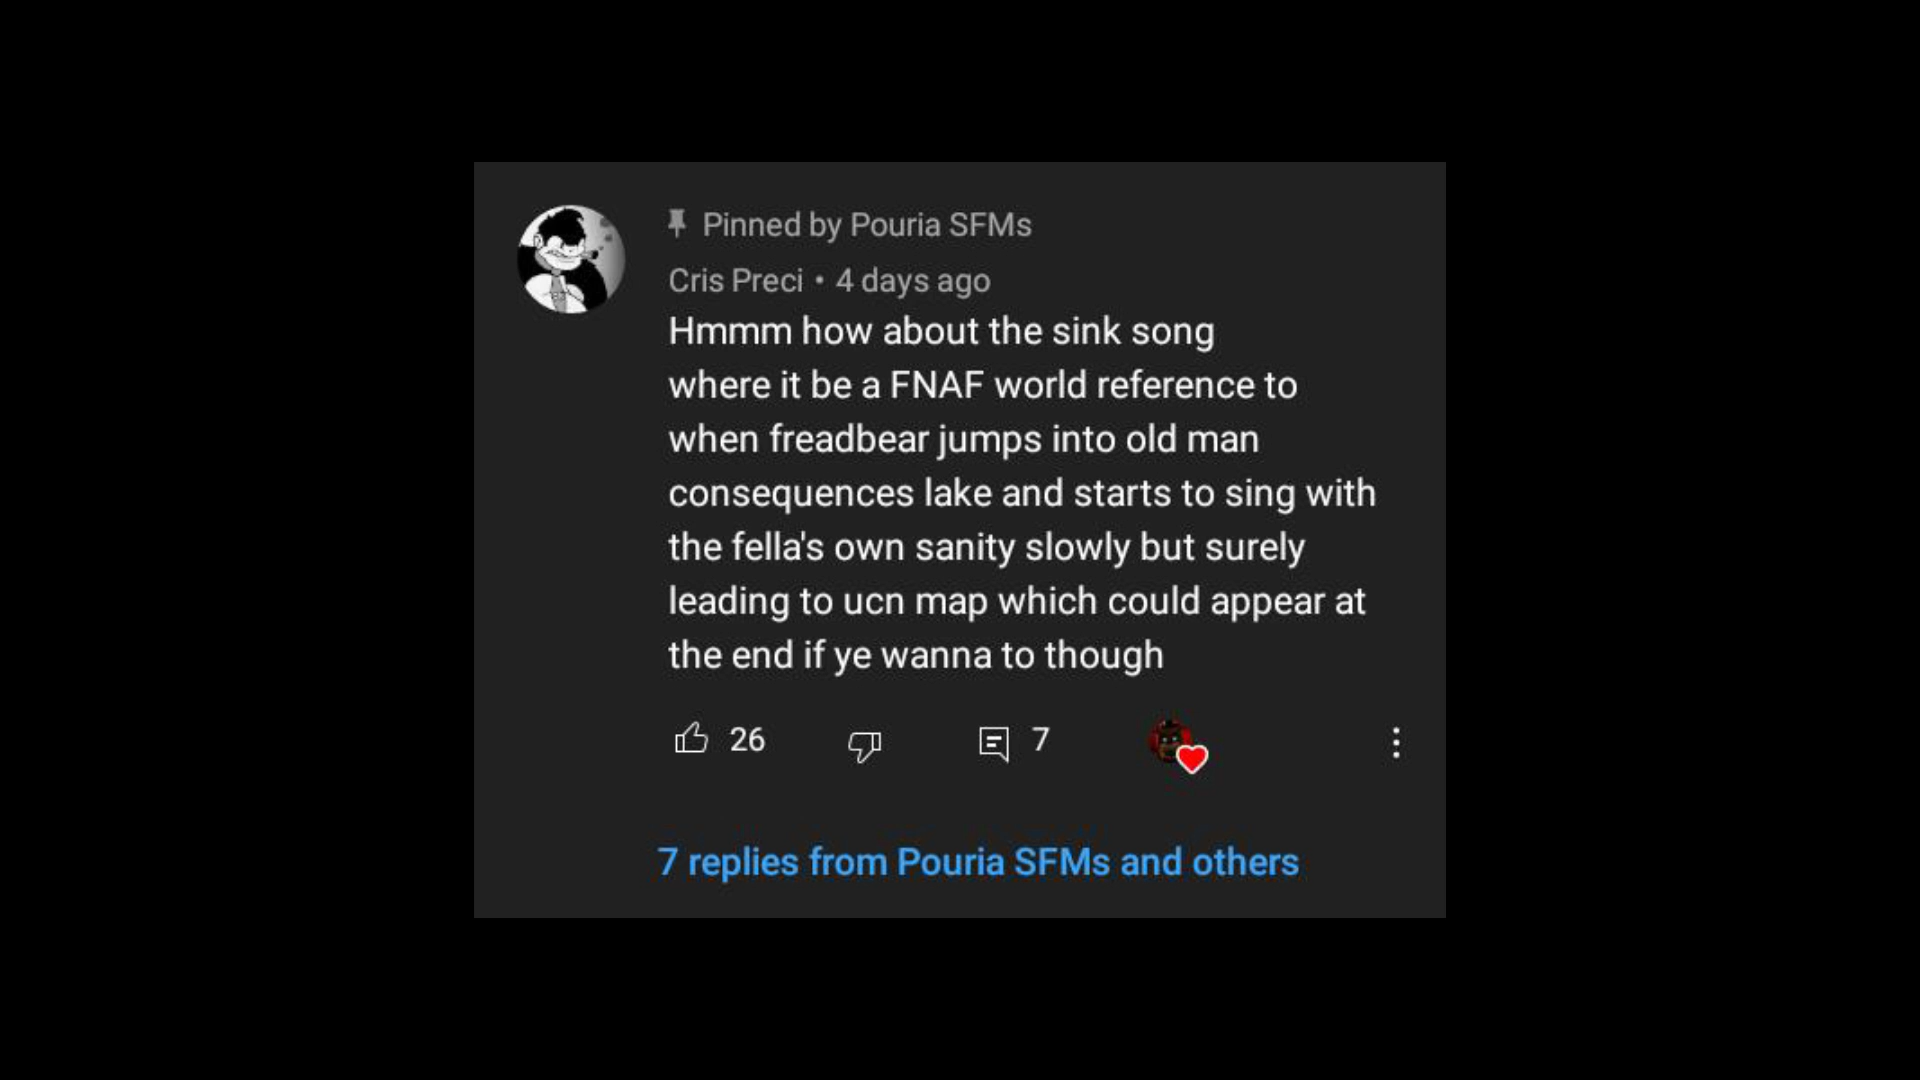 Pinned by Pouria SFMs
Cris Preci • 4 days ago
Hmmm how about the sink song
where it be a FNAF world reference to
when freadbear jumps into old man
consequences lake and starts to sing with
the fella's own sanity slowly but surely
leading to ucn map which could appear at
the end if ye wanna to though
26 7
7 replies from Pouria SFMs and others